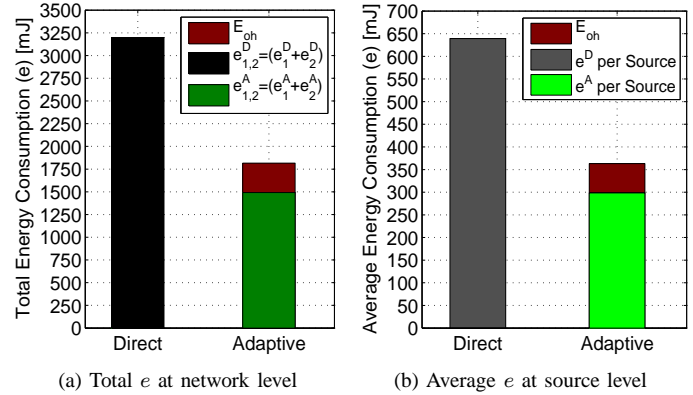 Total Energy Consumption (e) [mJ]
3500
3250
3000
2750
2500
2250
2000
1750
1500
1250
1000
750
500
250
0
Direct
Adaptive
E_oh
e^D_1,2=(e^D_1+e^D_2)
e^A_1,2=(e^A_1+e^A_2)
(a) Total e at network level
Average Energy Consumption (e) [mJ]
700
650
600
550
500
450
400
350
300
250
200
150
100
50
0
Direct
Adaptive
E_oh
e^D per Source
e^A per Source
(b) Average e at source level